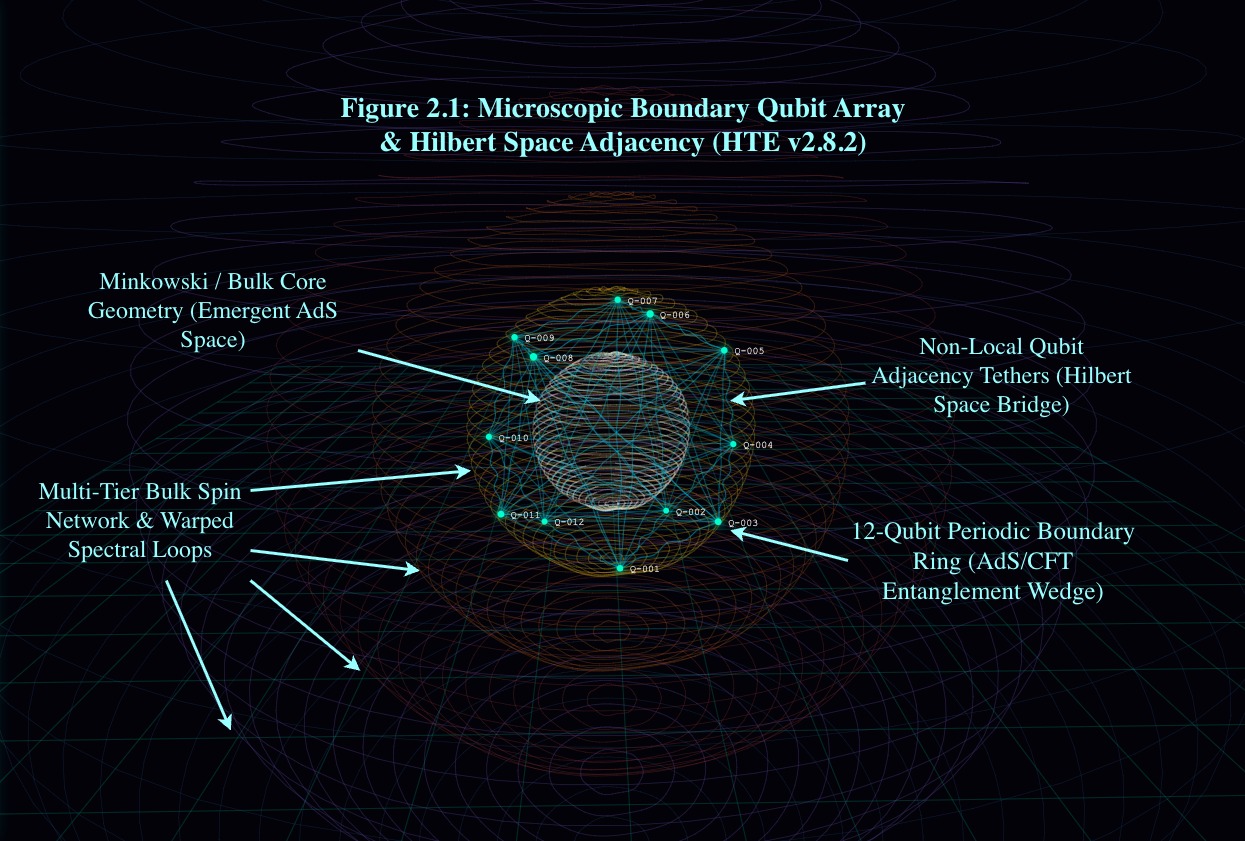 Figure 2.1: Microscopic Boundary Qubit Array
& Hilbert Space Adjacency (HTE v2.8.2)
Minkowski / Bulk Core
Geometry (Emergent AdS
Space)
Non-Local Qubit
Adjacency Tethers (Hilbert
Space Bridge)
Multi-Tier Bulk Spin
Network & Warped
Spectral Loops
12-Qubit Periodic Boundary
Ring (AdS/CFT
Entanglement Wedge)
Q-007
Q-006
Q-009
Q-005
Q-008
Q-010
Q-004
Q-002
Q-011
Q-012
Q-003
Q-001